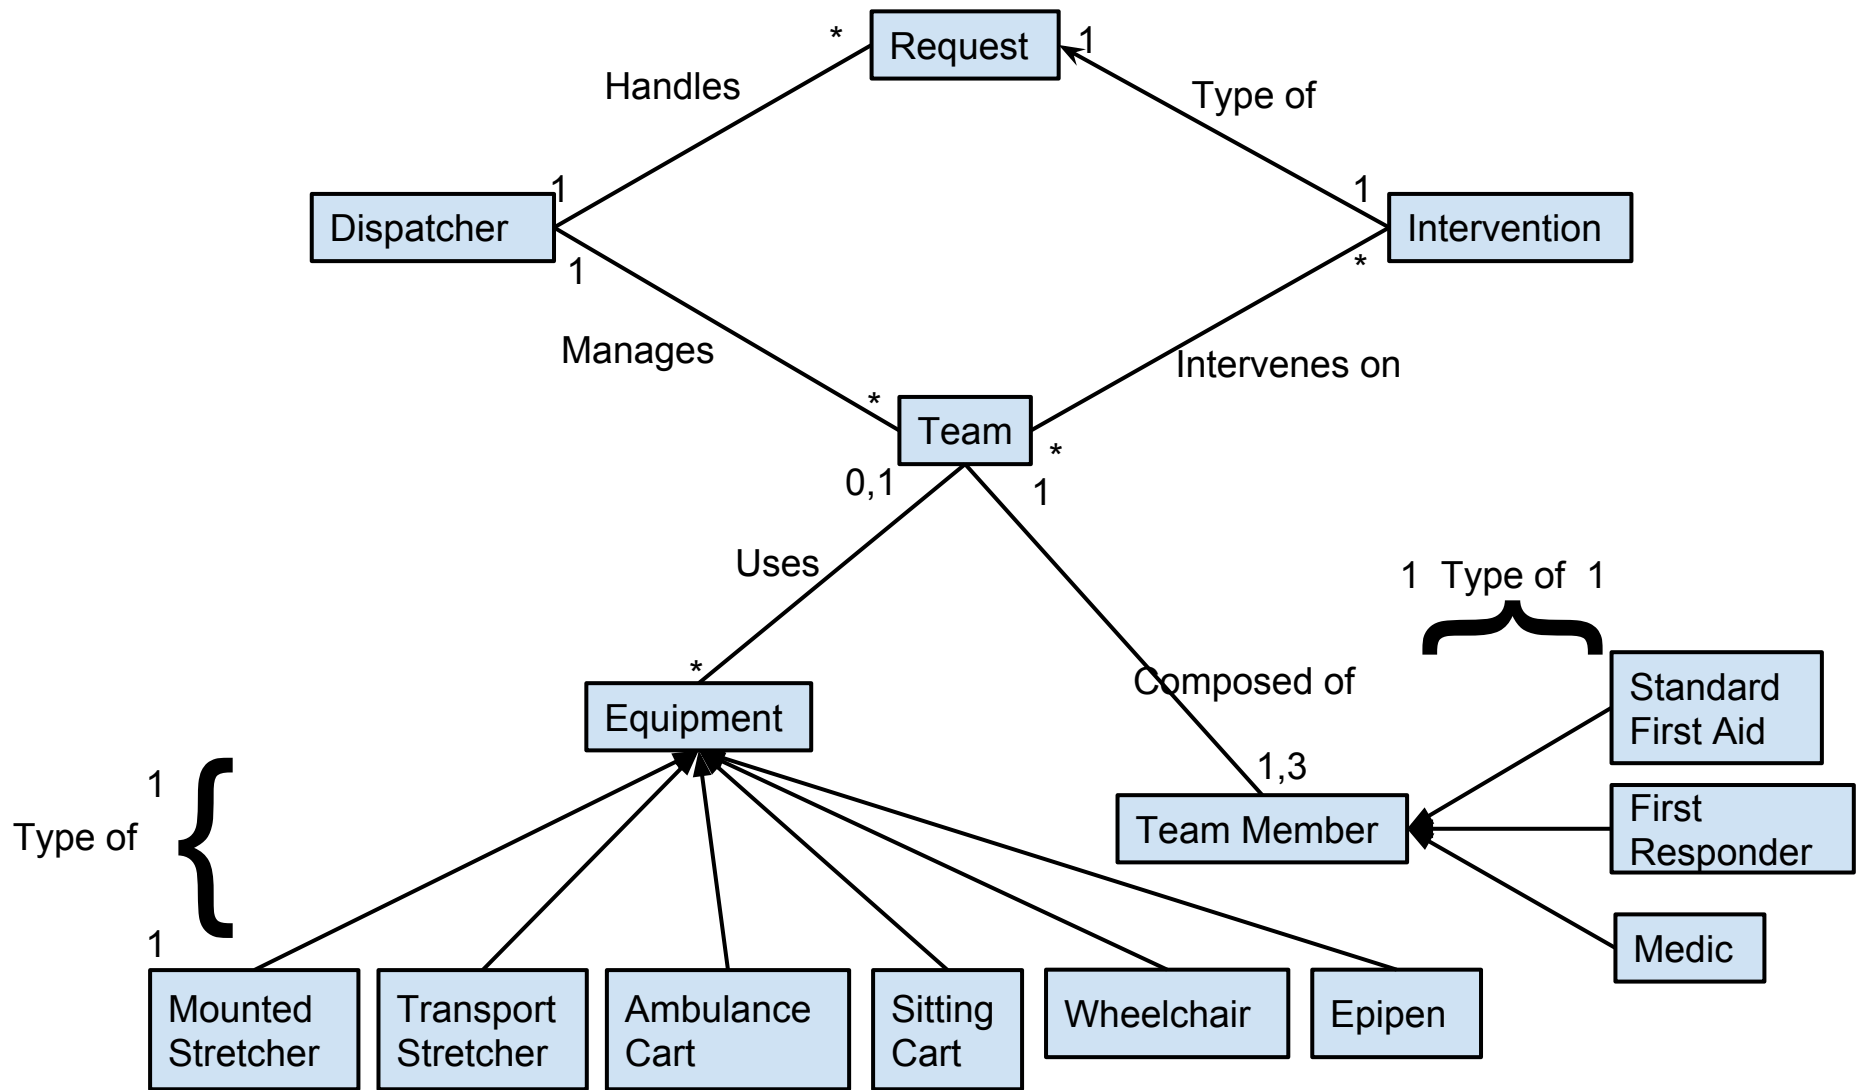 * Request 1
Handles
Type of
1
1
Dispatcher
Intervention
1
*
Manages
Intervenes on
*
Team
*
0,1
1
Uses
1 Type of 1
*
Composed of
Standard
First Aid
Equipment
1
1,3
Type of
Team Member
First
Responder
1
Medic
Mounted
Stretcher
Transport
Stretcher
Ambulance
Cart
Sitting
Cart
Wheelchair
Epipen